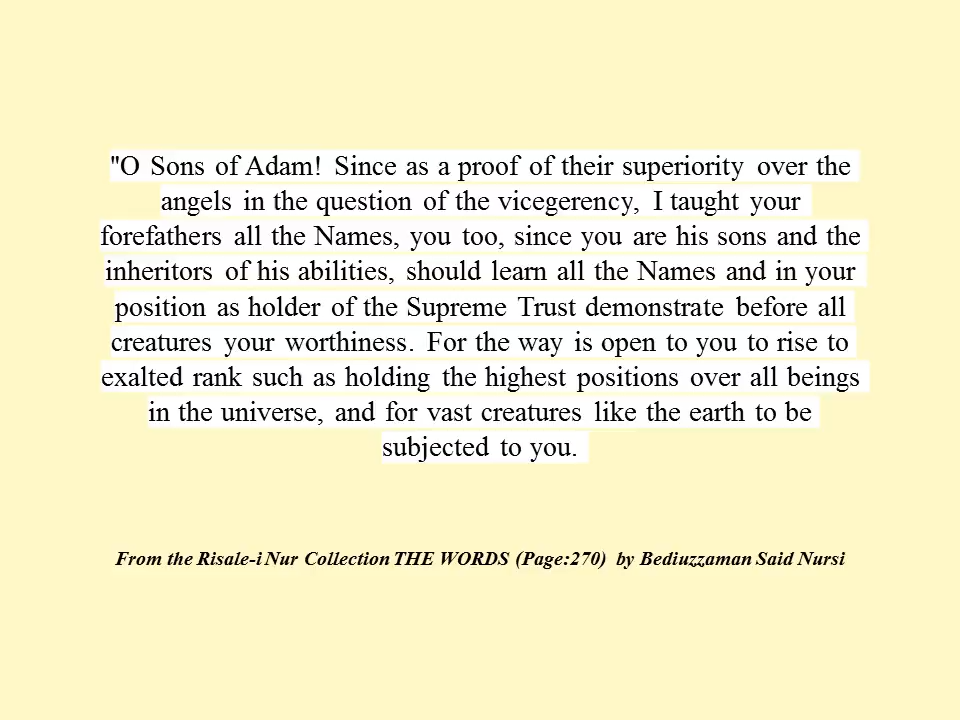 "O Sons of Adam! Since as a proof of their superiority over the
angels in the question of the vicegerency, I taught your
forefathers all the Names, you too, since you are his sons and the
inheritors of his abilities, should learn all the Names and in your
position as holder of the Supreme Trust demonstrate before all
creatures your worthiness. For the way is open to you to rise to
exalted rank such as holding the highest positions over all beings
in the universe, and for vast creatures like the earth to be
subjected to you.
From the Risale-i Nur Collection THE WORDS (Page:270) by Bediuzzaman Said Nursi